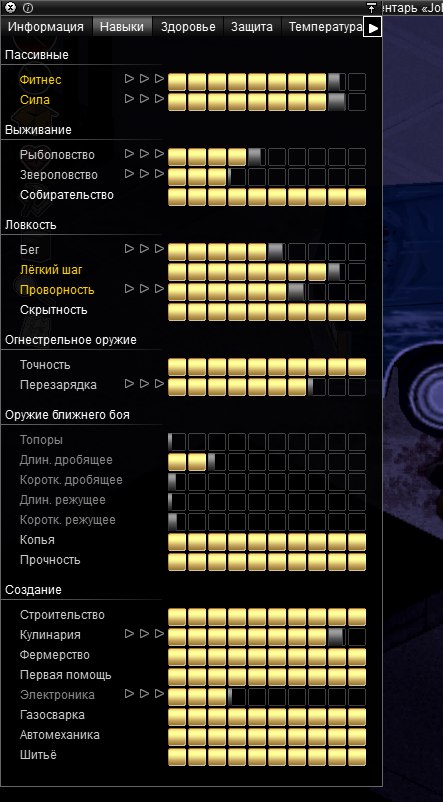 ентарь «Jol
Информация Навыки Здоровье Защита Температура
Пассивные
Фитнес
Сила
Выживание
Рыболовство
Звероловство
Собирательство
Ловкость
Бег
Лёгкий шаг
Проворность
Скрытность
Огнестрельное оружие
Точность
Перезарядка
Оружие ближнего боя
Топоры
Длин. дробящее
Коротк. дробящее
Длин. режущее
Коротк. режущее
Копья
Прочность
Создание
Строительство
Кулинария
Фермерство
Первая помощь
Электроника
Газосварка
Автомеханика
Шитьё